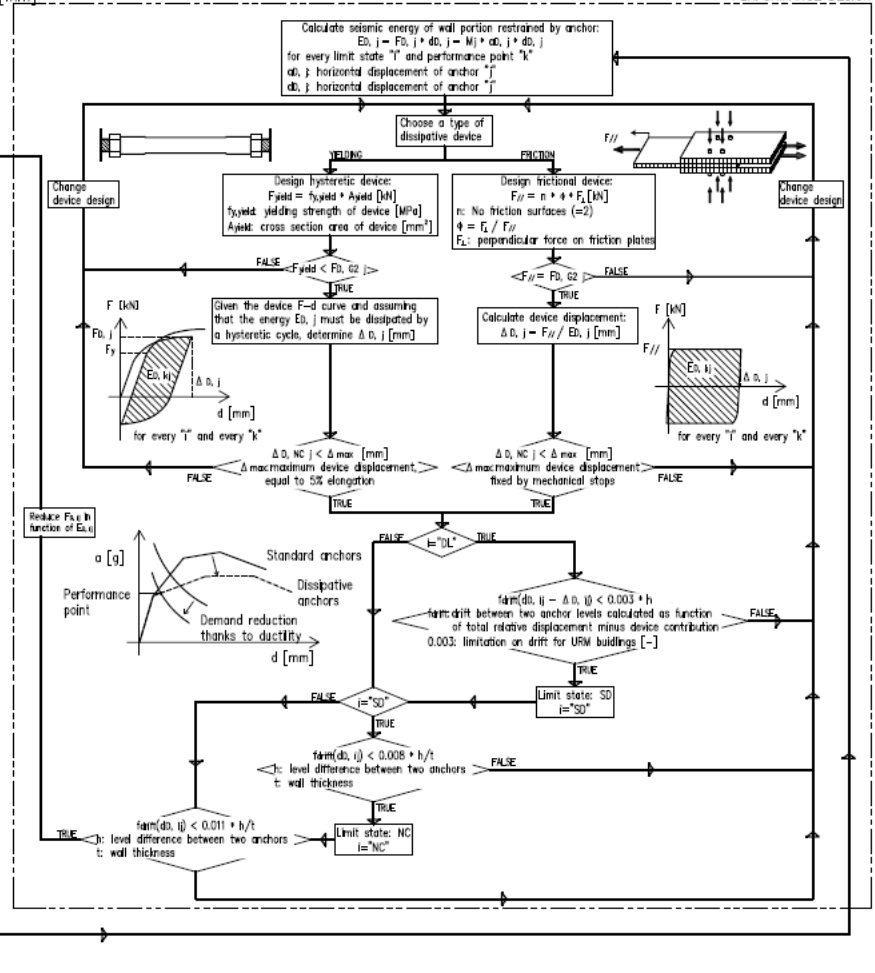 Calculate seismic energy of wall portion restrained by anchor:
ED, j = FD, j * dD, j = Mj * aD, j * dD, j
for every limit state "i" and performance point "k"
aD, j: horizontal displacement of anchor "j"
dD, j: horizontal displacement of anchor "j"
Choose a type of
dissipative device
YIELDING
FRICTION
F//
Change
device design
Design hysteretic device:
Fyield = fy,yield * Ayield [kN]
fy,yield: yielding strength of device [MPa]
Ayield: cross section area of device [mm²]
Design frictional device:
F// = n * ϕ * F⊥ [kN]
n: No friction surfaces (=2)
ϕ = F⊥ / F//
F⊥: perpendicular force on friction plates
Change
device design
FALSE
Fyield < FD, G2 j
TRUE
F// = FD, G2 j
FALSE
TRUE
Given the device F-d curve and assuming
that the energy ED, j must be dissipated by
a hysteretic cycle, determine Δ D, j [mm]
Calculate device displacement:
Δ D, j = F// / ED, j [mm]
F [kN]
FD, j
Fy
ED, kj
Δ D, j
d [mm]
for every "i" and every "k"
F [kN]
F//
ED, kj
Δ D, j
d [mm]
for every "i" and every "k"
Δ D, NC j < Δ max [mm]
Δ max: maximum device displacement,
equal to 5% elongation
FALSE
TRUE
Δ D, NC j < Δ max [mm]
Δ max: maximum device displacement
fixed by mechanical stops
FALSE
TRUE
Reduce
in
function of
FALSE
i="DL"
TRUE
a [g]
Standard anchors
Performance
point
Dissipative
anchors
Demand reduction
thanks to ductility
d [mm]
fdrift(dD, ij - Δ D, ij) < 0.003 * h
fdrift: drift between two anchor levels calculated as function
of total relative displacement minus device contribution
0.003: limitation on drift for URM buidlings [-]
FALSE
TRUE
Limit state: SD
i="SD"
FALSE
i="SD"
TRUE
fdrift(dD, ij) < 0.008 * h/t
h: level difference between two anchors
t: wall thickness
FALSE
TRUE
Limit state: NC
i="NC"
fdrift(dD, ij) < 0.011 * h/t
TRUE
h: level difference between two anchors
t: wall thickness